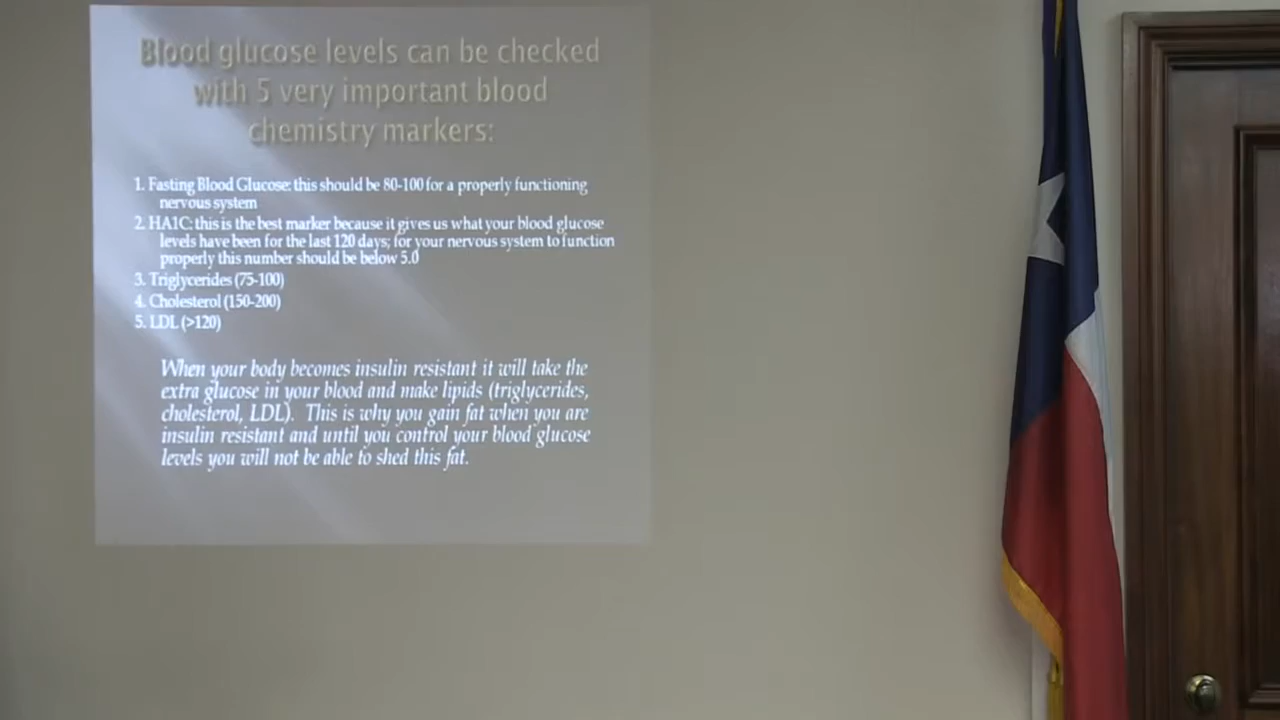 Blood glucose levels can be checked
with 5 very important blood
chemistry markers:
1. Fasting Blood Glucose: this should be 80-100 for a properly functioning
nervous system
2. HA1C: this is the best marker because it gives us what your blood glucose
levels have been for the last 120 days; for your nervous system to function
properly this number should be below 5.0
3. Triglycerides (75-100)
4. Cholesterol (150-200)
5. LDL (>120)
When your body becomes insulin resistant it will take the
extra glucose in your blood and make lipids (triglycerides,
cholesterol, LDL). This is why you gain fat when you are
insulin resistant and until you control your blood glucose
levels you will not be able to shed this fat.